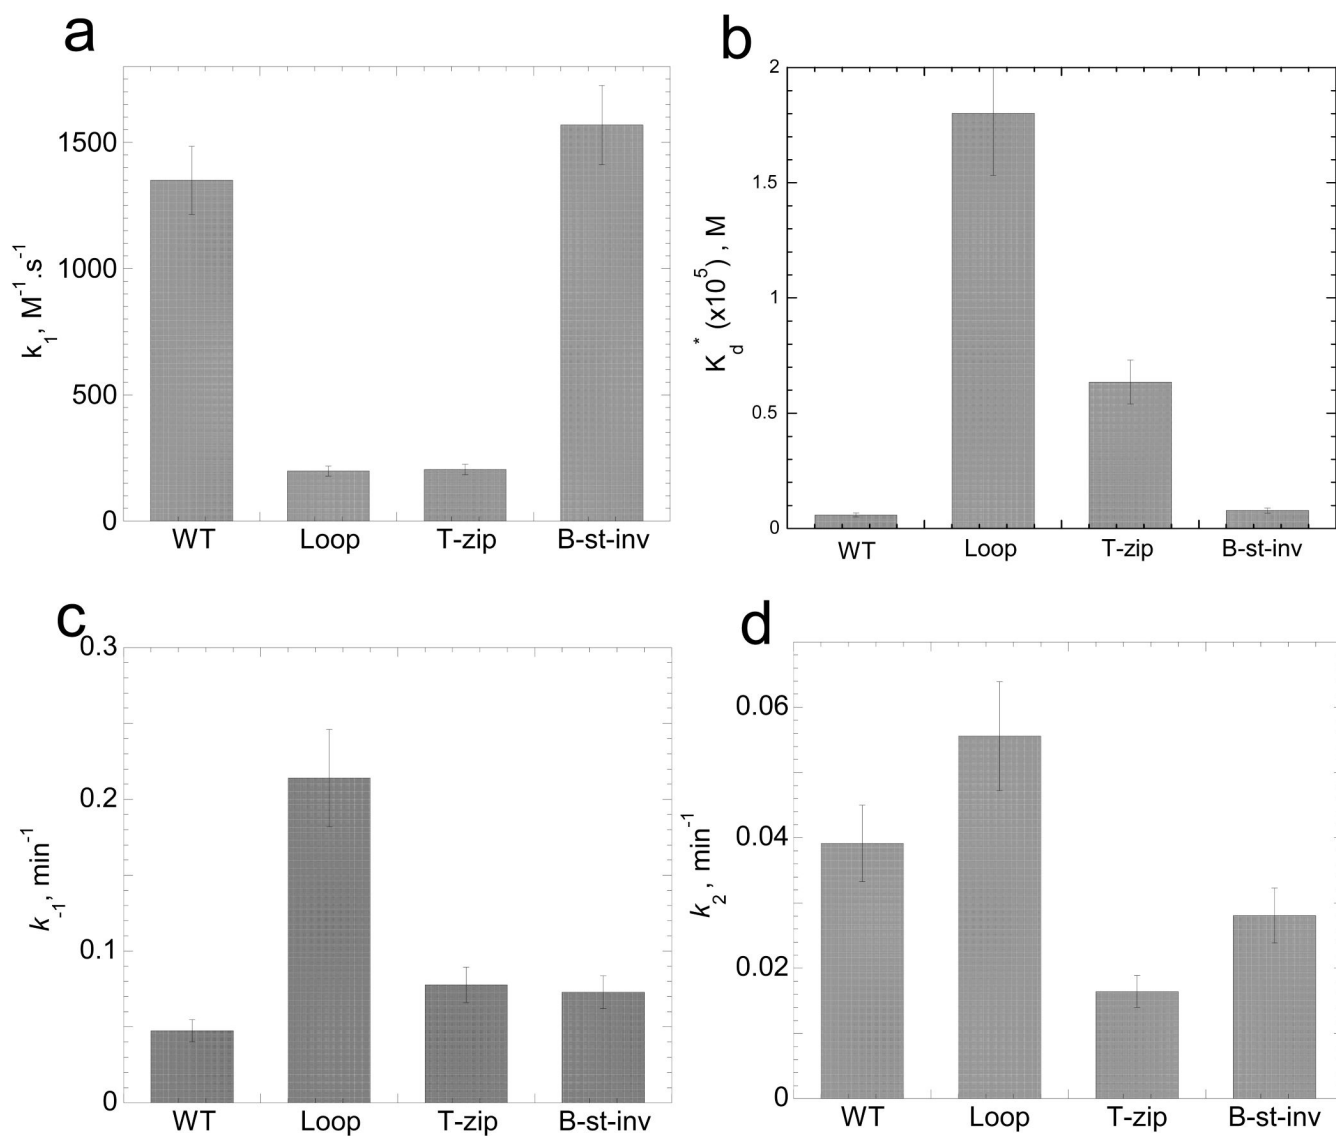 a
1500
1000
500
0
k₁, M⁻¹.s⁻¹
WT Loop T-zip B-st-inv
b
2
1.5
1
0.5
0
K_d^* (x10⁵) , M
WT Loop T-zip B-st-inv
c
0.3
0.2
0.1
0
k₋₁, min⁻¹
WT Loop T-zip B-st-inv
d
0.06
0.04
0.02
0
k₂ , min⁻¹
WT Loop T-zip B-st-inv